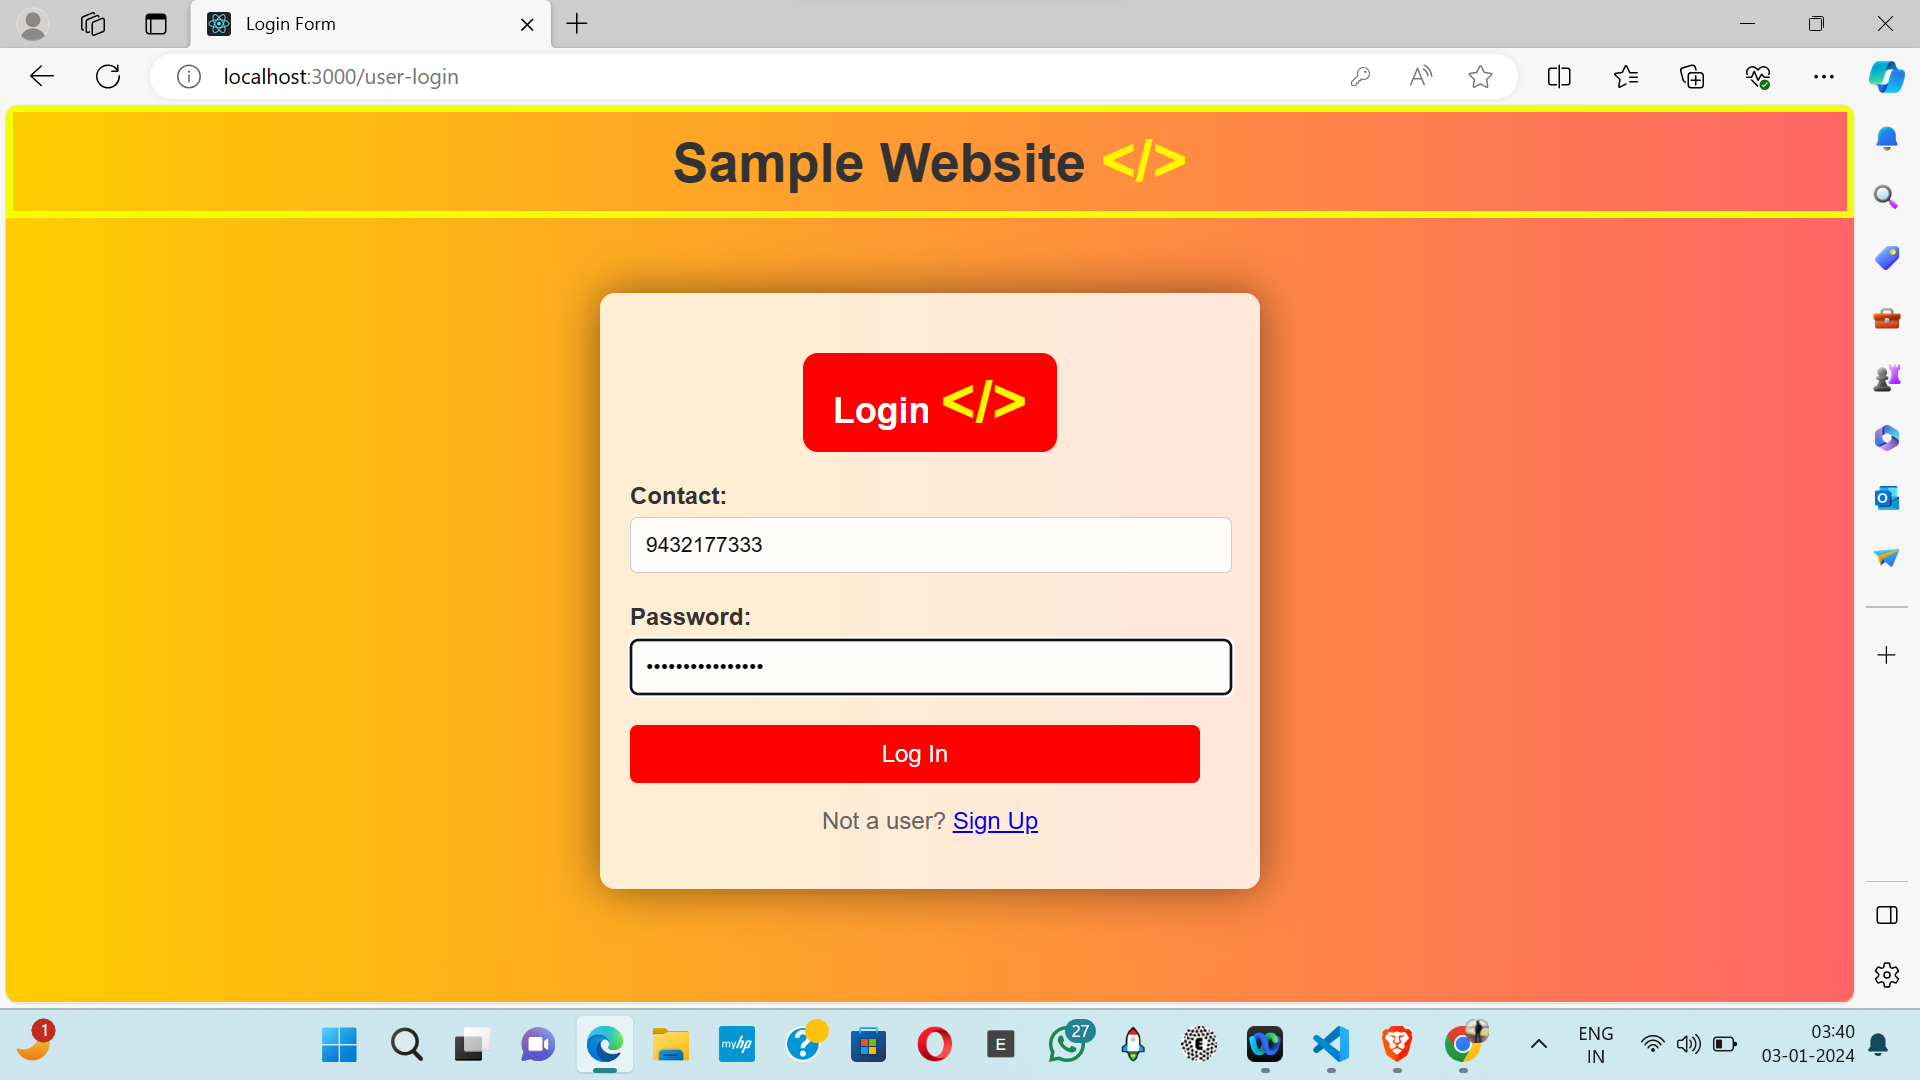 Login Form
localhost:3000/user-login
Sample Website </>
Login </>
Contact:
9432177333
Password:
••••••••••••••••
Log In
Not a user? Sign Up
1
myhp
?
E
27
ENG
IN
03:40
03-01-2024